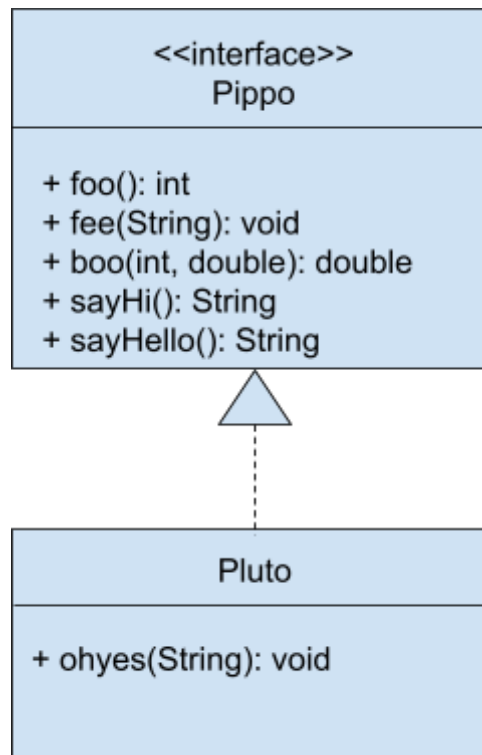 <<interface>>
Pippo
+ foo(): int
+ fee(String): void
+ boo(int, double): double
+ sayHi(): String
+ sayHello(): String
Pluto
+ ohyes(String): void